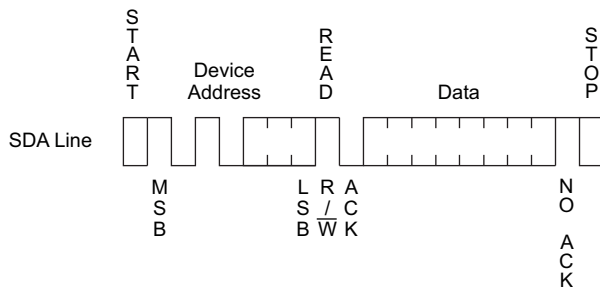 START
Device
Address
READ
Data
STOP
SDA Line
MSB
LSB
R/W
ACK
NO ACK